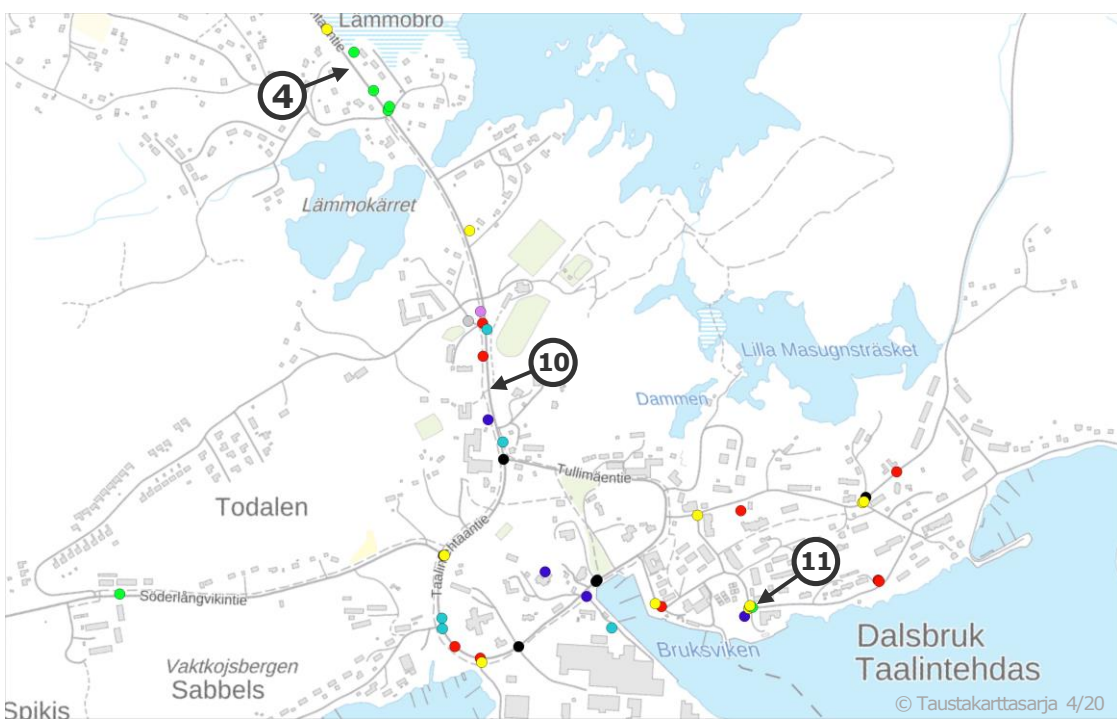 Lämmobro
4
Lämmokärret
10
Lilla Masugnsträsket
Dammen
Tullimäentie
Todalen
11
Söderlångvikintie
Bruksviken
Dalsbruk
Taalintehdas
Vaktkojsbergen
Sabbels
Spikis
© Taustakarttasarja 4/20